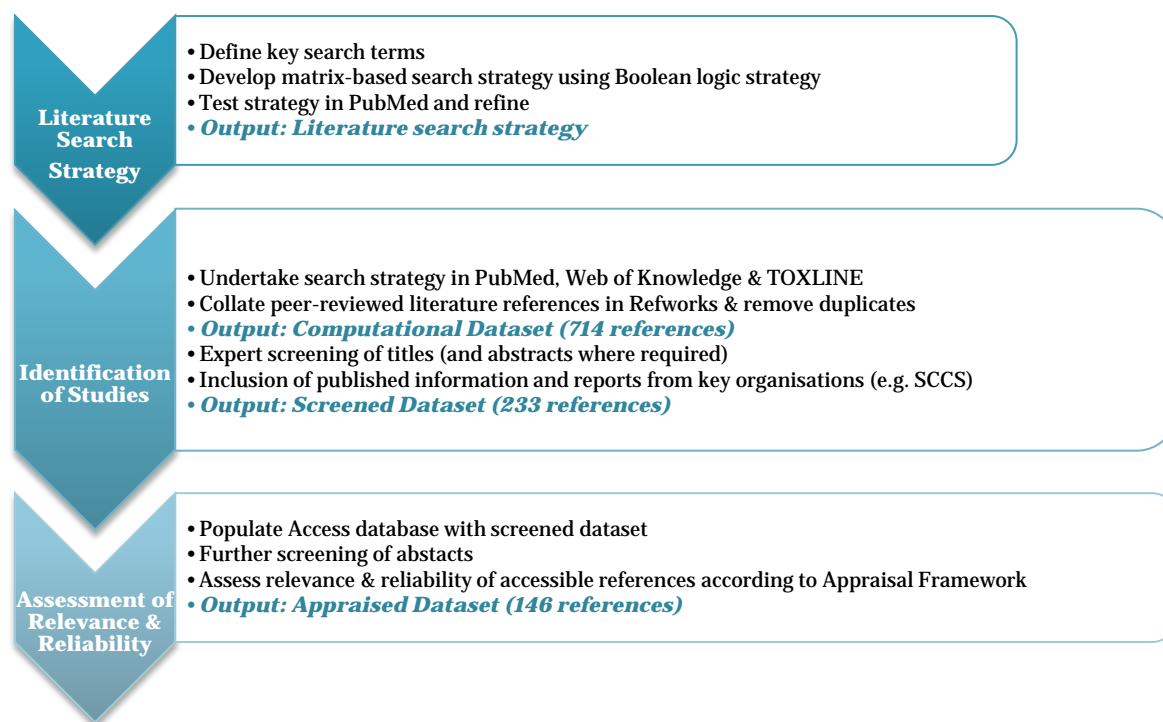 Literature
Search
Strategy
• Define key search terms
• Develop matrix-based search strategy using Boolean logic strategy
• Test strategy in PubMed and refine
• Output: Literature search strategy
Identification
of Studies
• Undertake search strategy in PubMed, Web of Knowledge & TOXLINE
• Collate peer-reviewed literature references in Refworks & remove duplicates
• Output: Computational Dataset (714 references)
• Expert screening of titles (and abstracts where required)
• Inclusion of published information and reports from key organisations (e.g. SCCS)
• Output: Screened Dataset (233 references)
Assessment of
Relevance &
Reliability
• Populate Access database with screened dataset
• Further screening of abstacts
• Assess relevance & reliability of accessible references according to Appraisal Framework
• Output: Appraised Dataset (146 references)